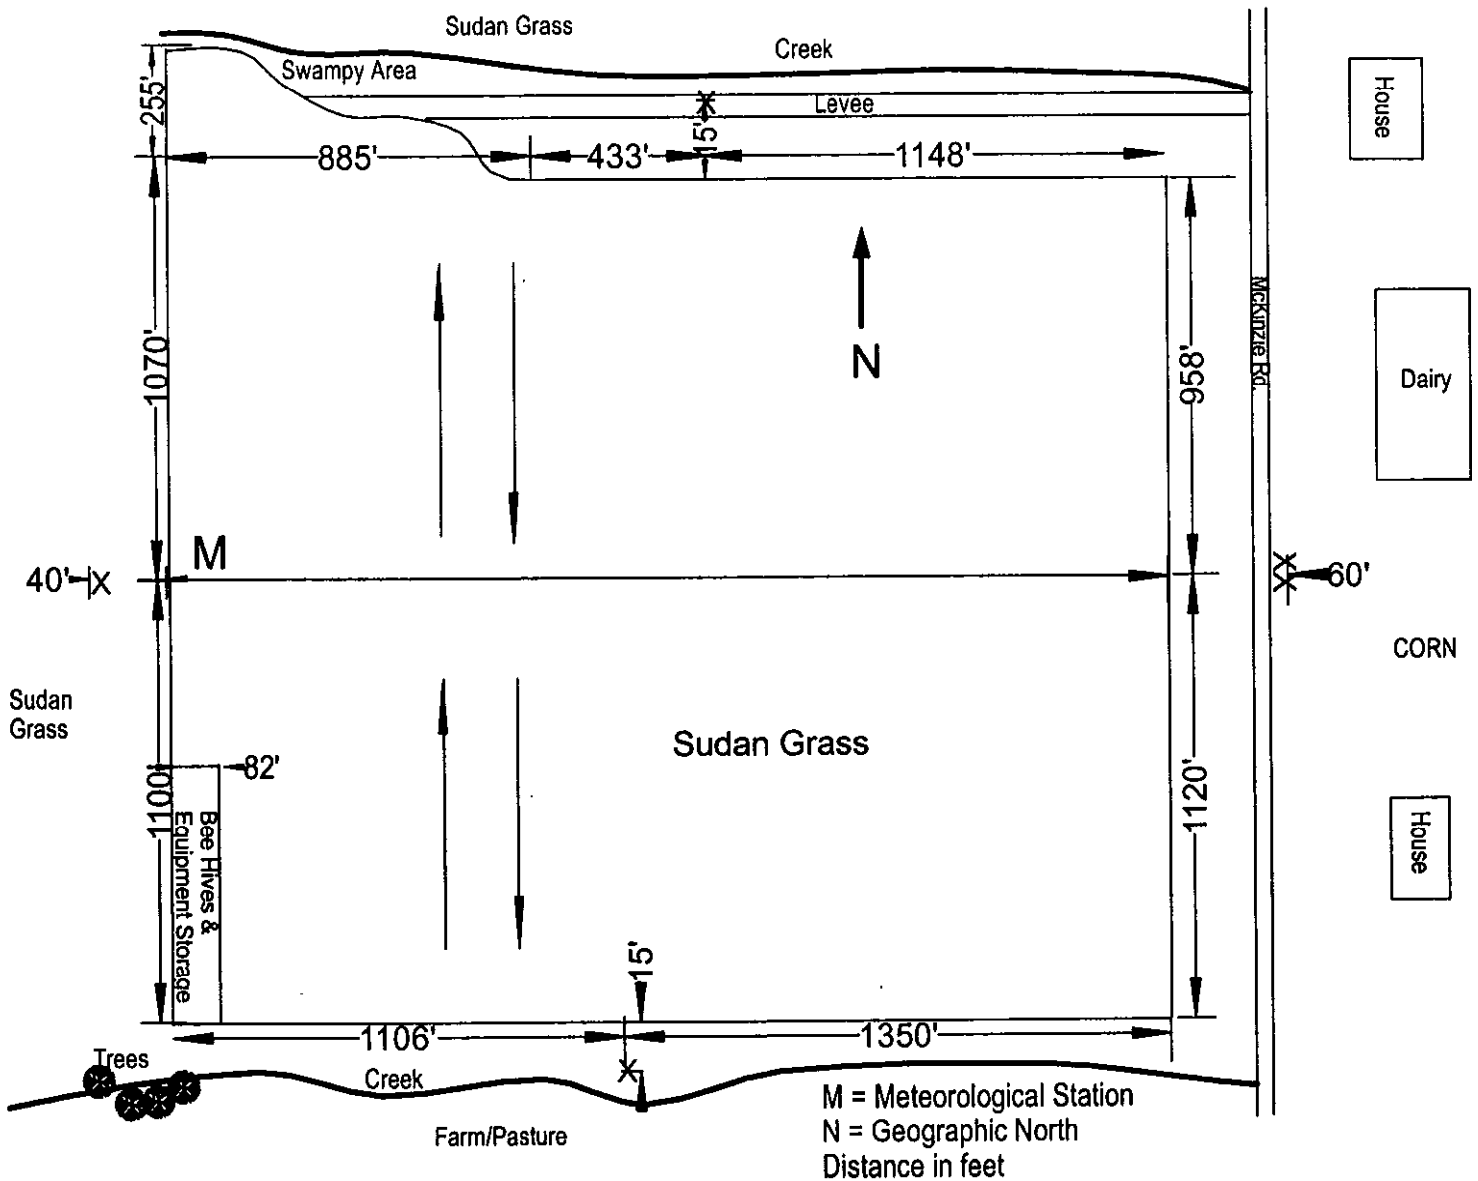 Sudan Grass
Creek
Swampy Area
House
Levee
255'
15'
885'
433'
1148'
N
McKinzie Rd.
1070'
958'
Dairy
M
40'
X
X
X
X
60'
CORN
Sudan
Grass
Sudan Grass
82'
1100'
1120'
House
Bee Hives &
Equipment Storage
15'
1106'
1350'
Trees
Creek
X
Farm/Pasture
M = Meteorological Station
N = Geographic North
Distance in feet